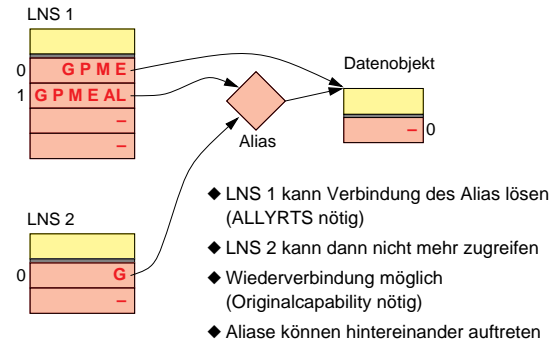 LNS 1
0 G P M E
1 G P M E AL
–
–
Datenobjekt
– 0
Alias
LNS 2
0 G
–
◆ LNS 1 kann Verbindung des Alias lösen
(ALLYRTS nötig)
◆ LNS 2 kann dann nicht mehr zugreifen
◆ Wiederverbindung möglich
(Originalcapability nötig)
◆ Aliase können hintereinander auftreten